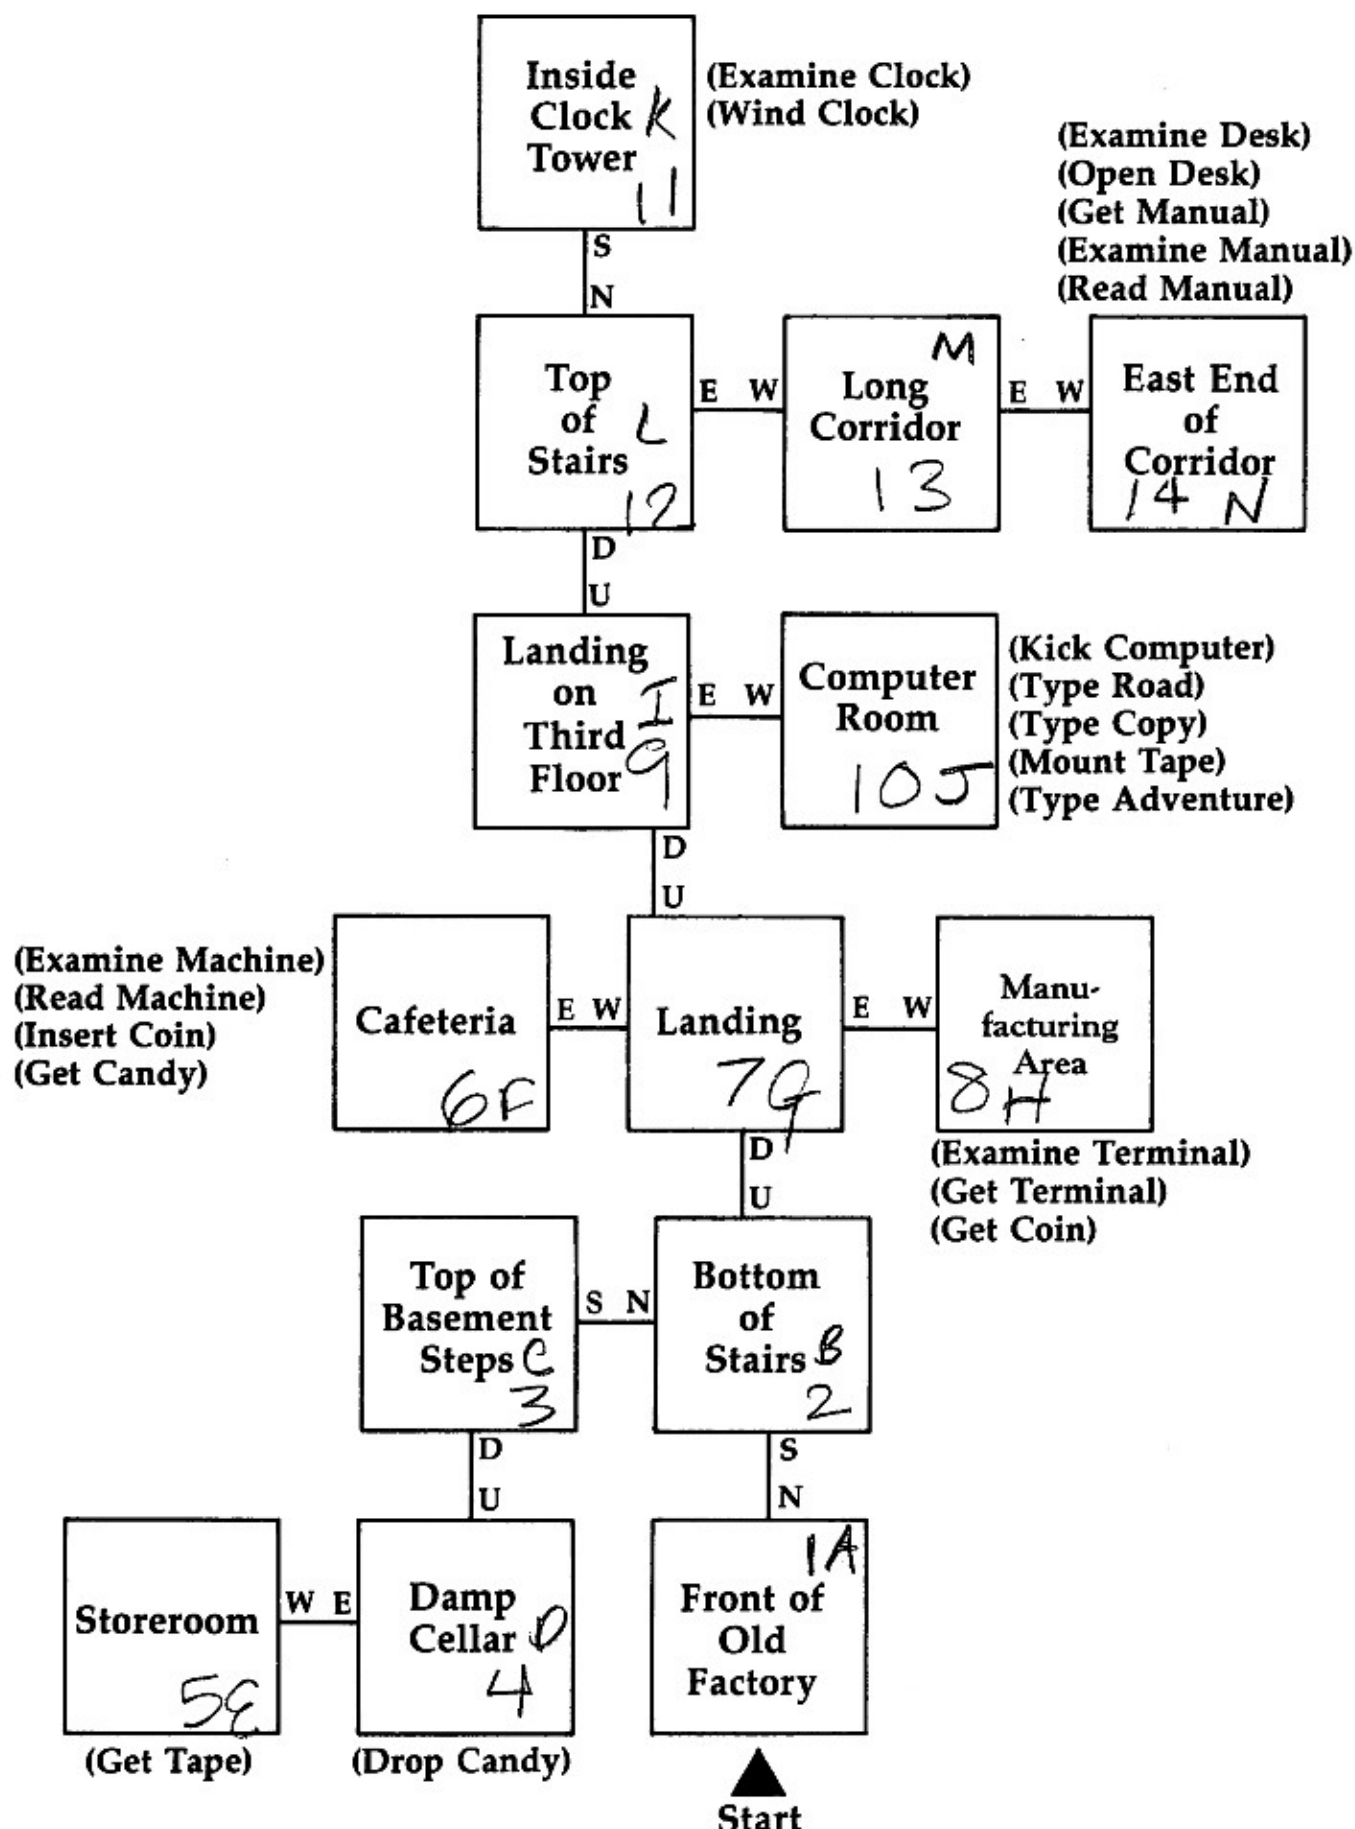 Inside
Clock K
Tower
11
(Examine Clock)
(Wind Clock)
S
N
(Examine Desk)
(Open Desk)
(Get Manual)
(Examine Manual)
(Read Manual)
Top
of L
Stairs
12
E W
M
Long
Corridor
13
E W
East End
of
Corridor
14 N
D
U
Landing
on I
Third
Floor 9
E W
Computer
Room
10 J
(Kick Computer)
(Type Road)
(Type Copy)
(Mount Tape)
(Type Adventure)
D
U
(Examine Machine)
(Read Machine)
(Insert Coin)
(Get Candy)
Cafeteria
6F
E W
Landing
7G
E W
Manu-
facturing
Area
8H
(Examine Terminal)
(Get Terminal)
(Get Coin)
D
U
Top of
Basement
Steps C
3
S N
Bottom
of
Stairs B
2
D
U
S
N
Storeroom
5E
(Get Tape)
W E
Damp
Cellar D
4
(Drop Candy)
1A
Front of
Old
Factory
Start